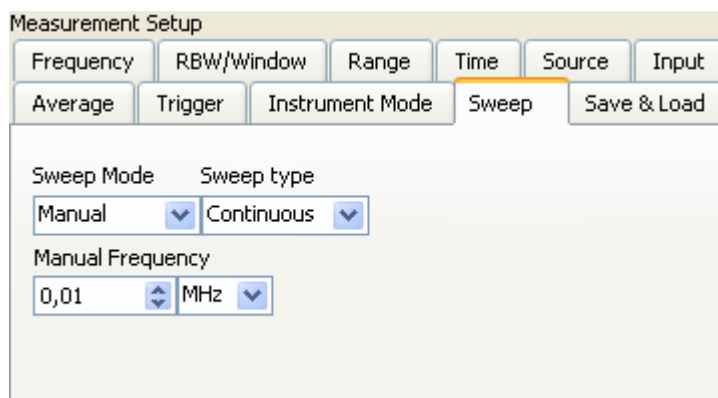 Measurement Setup
Frequency RBW/Window Range Time Source Input
Average Trigger Instrument Mode Sweep Save & Load
Sweep Mode Sweep type
Manual Continuous
Manual Frequency
0,01 MHz